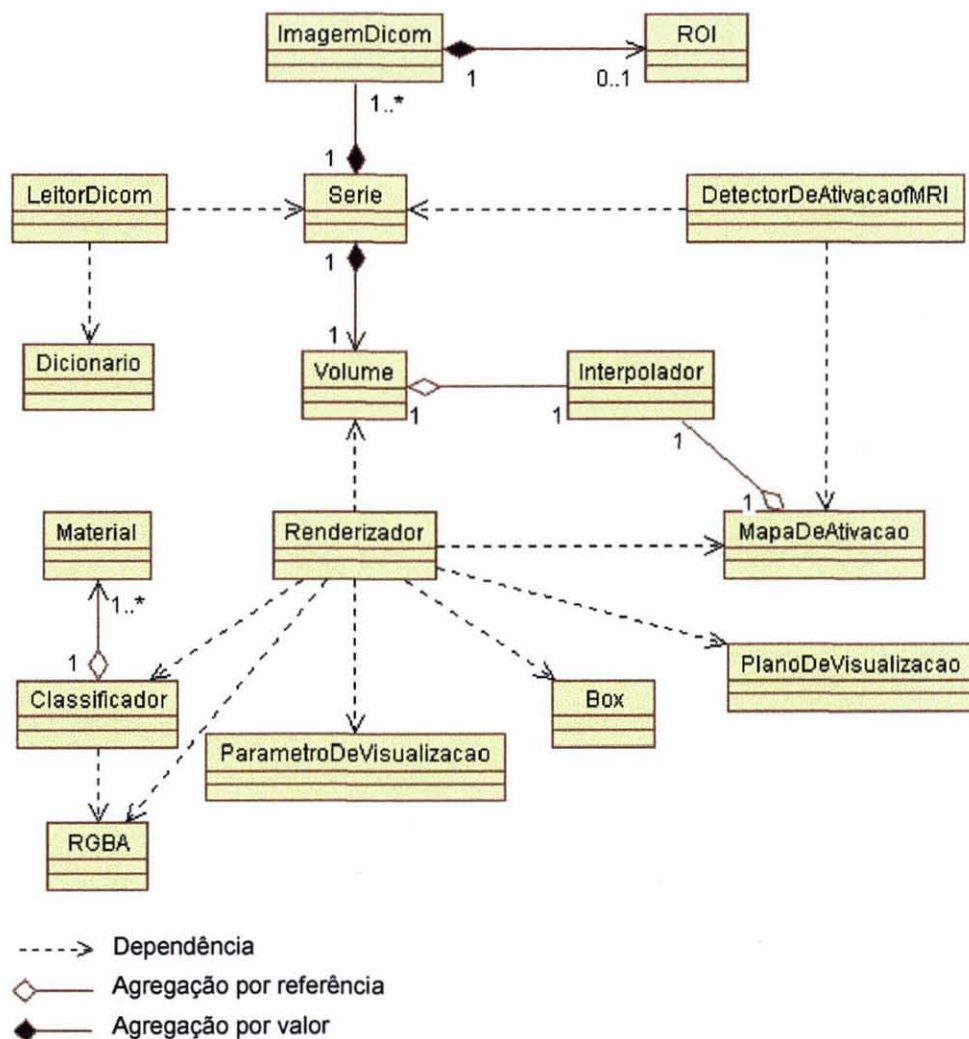 ImagemDicom
ROI
1
0..1
1..*
1
LeitorDicom
Serie
DetectorDeAtivacaofMRI
1
1
Dicionario
Volume
Interpolador
1
1
1
1
Material
Renderizador
MapaDeAtivacao
1..*
1
PlanoDeVisualizacao
Classificador
Box
ParametroDeVisualizacao
RGBA
Dependência
Agregação por referência
Agregação por valor